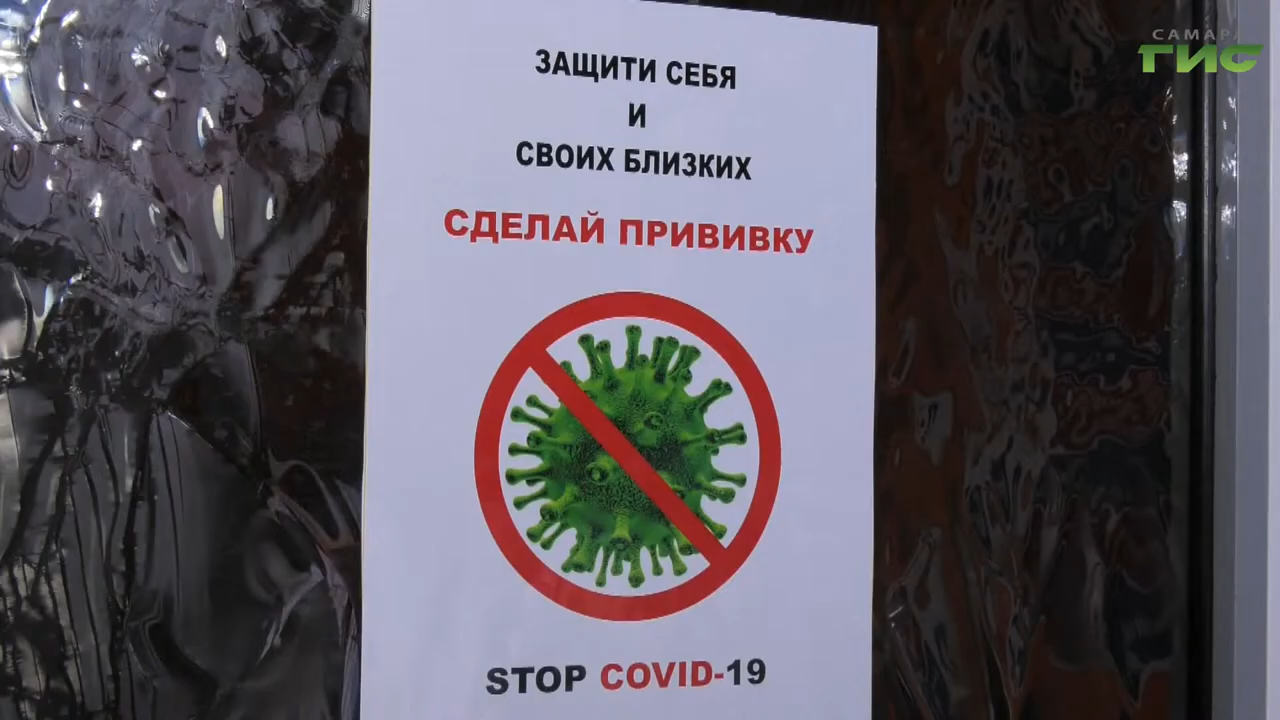 САМАРА
ГИС
ЗАЩИТИ СЕБЯ
И
СВОИХ БЛИЗКИХ
СДЕЛАЙ ПРИВИВКУ
STOP COVID-19